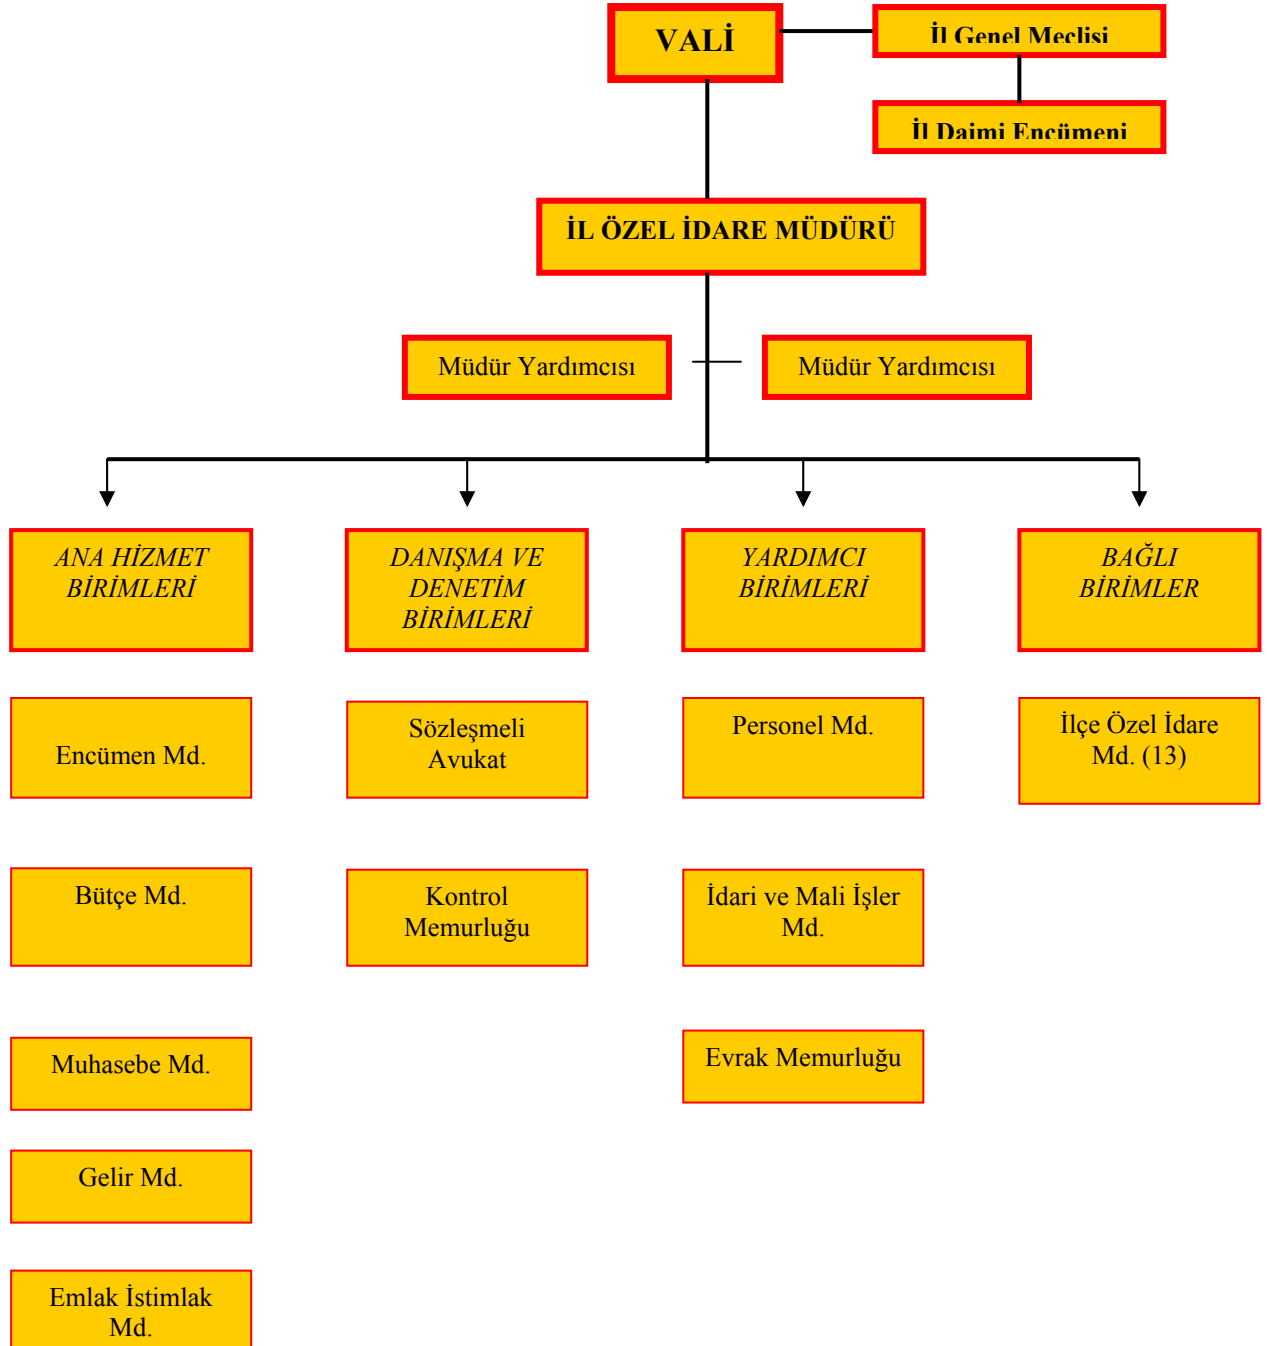 VALİ
İl Genel Meclisi
İl Daimi Encümeni
İL ÖZEL İDARE MÜDÜRÜ
Müdür Yardımcısı
Müdür Yardımcısı
ANA HİZMET
BİRİMLERİ
DANIŞMA VE
DENETİM
BİRİMLERİ
YARDIMCI
BİRİMLERİ
BAĞLI
BİRİMLER
Encümen Md.
Sözleşmeli
Avukat
Personel Md.
İlçe Özel İdare
Md. (13)
Bütçe Md.
Kontrol
Memurluğu
İdari ve Mali İşler
Md.
Muhasebe Md.
Evrak Memurluğu
Gelir Md.
Emlak İstimlak
Md.